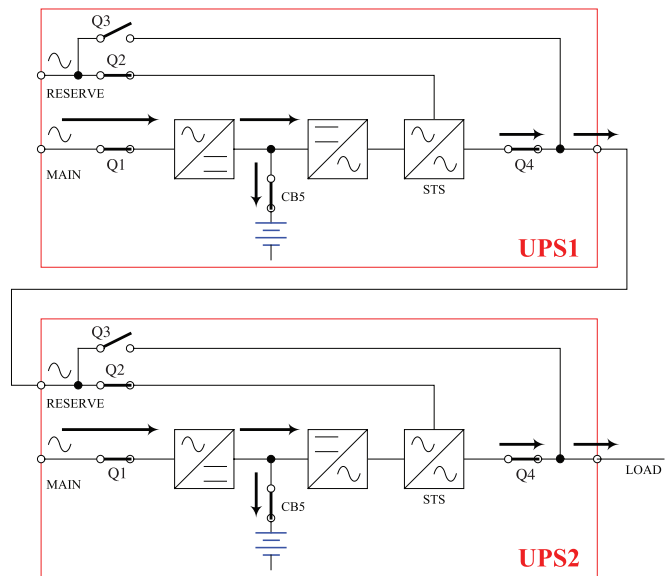 Q3
Q2
RESERVE
MAIN
Q1
CB5
STS
Q4
UPS1
Q3
Q2
RESERVE
MAIN
Q1
CB5
STS
Q4
LOAD
UPS2